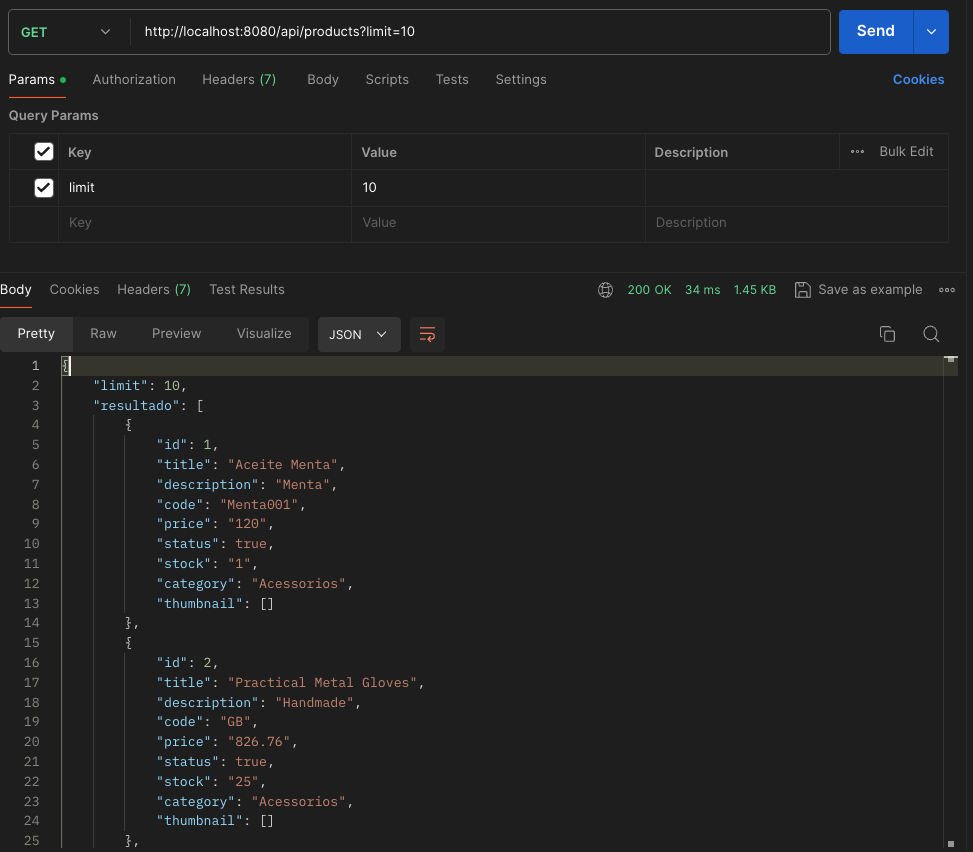 GET http://localhost:8080/api/products?limit=10 Send
Params Authorization Headers (7) Body Scripts Tests Settings Cookies
Query Params
Key Value Description ••• Bulk Edit
limit 10
Key Value Description
Body Cookies Headers (7) Test Results 200 OK 34 ms 1.45 KB Save as example
Pretty Raw Preview Visualize JSON
1 {
2 "limit": 10,
3 "resultado": [
4 {
5 "id": 1,
6 "title": "Aceite Menta",
7 "description": "Menta",
8 "code": "Menta001",
9 "price": "120",
10 "status": true,
11 "stock": "1",
12 "category": "Acessorios",
13 "thumbnail": []
14 },
15 {
16 "id": 2,
17 "title": "Practical Metal Gloves",
18 "description": "Handmade",
19 "code": "GB",
20 "price": "826.76",
21 "status": true,
22 "stock": "25",
23 "category": "Acessorios",
24 "thumbnail": []
25 },